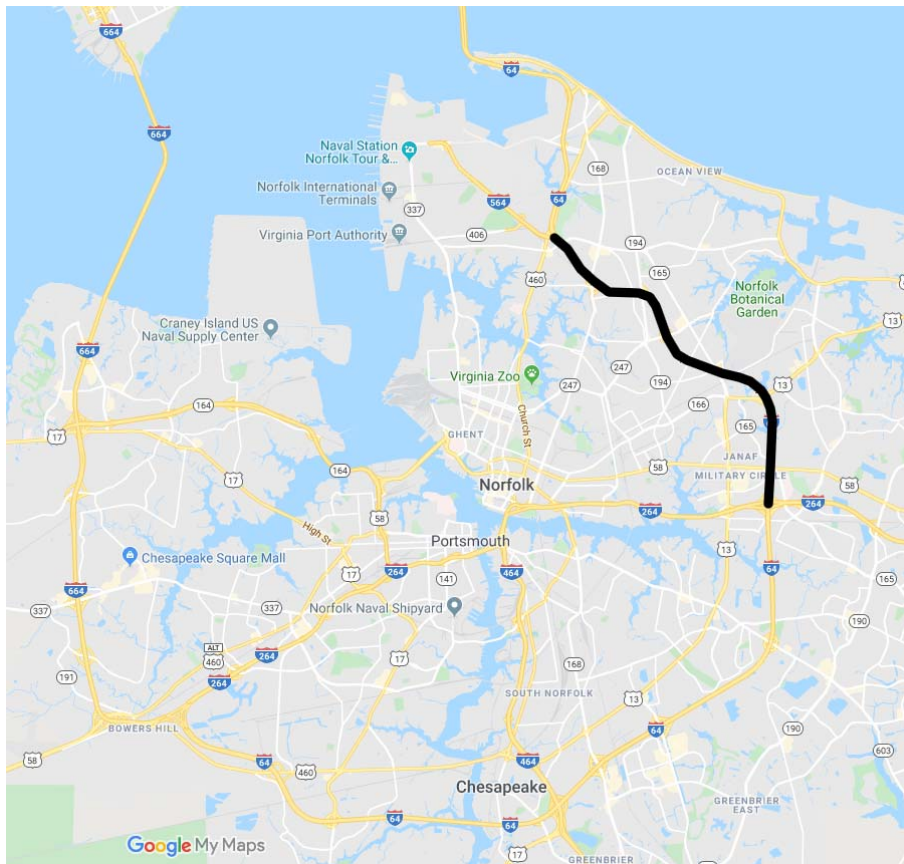 664
64
664
Naval Station
Norfolk Tour &...
168
OCEAN VIEW
Norfolk International
Terminals
564
64
337
Virginia Port Authority
406
194
460
165
Norfolk
Botanical
Garden
Craney Island US
Naval Supply Center
13
664
Virginia Zoo
247
247
194
13
166
164
17
Church St
165
GHENT
JANAF
MILITARY CIRCLE
164
58
17
Norfolk
58
264
264
58
High St
Portsmouth
13
Chesapeake Square Mall
17
264
141
464
64
165
664
337
337
Norfolk Naval Shipyard
190
ALT
460
264
17
191
264
168
SOUTH NORFOLK
13
BOWERS HILL
64
190
58
64
460
464
603
Chesapeake
GREENBRIER
EAST
64
64
Google My Maps
17
GREENBRIER